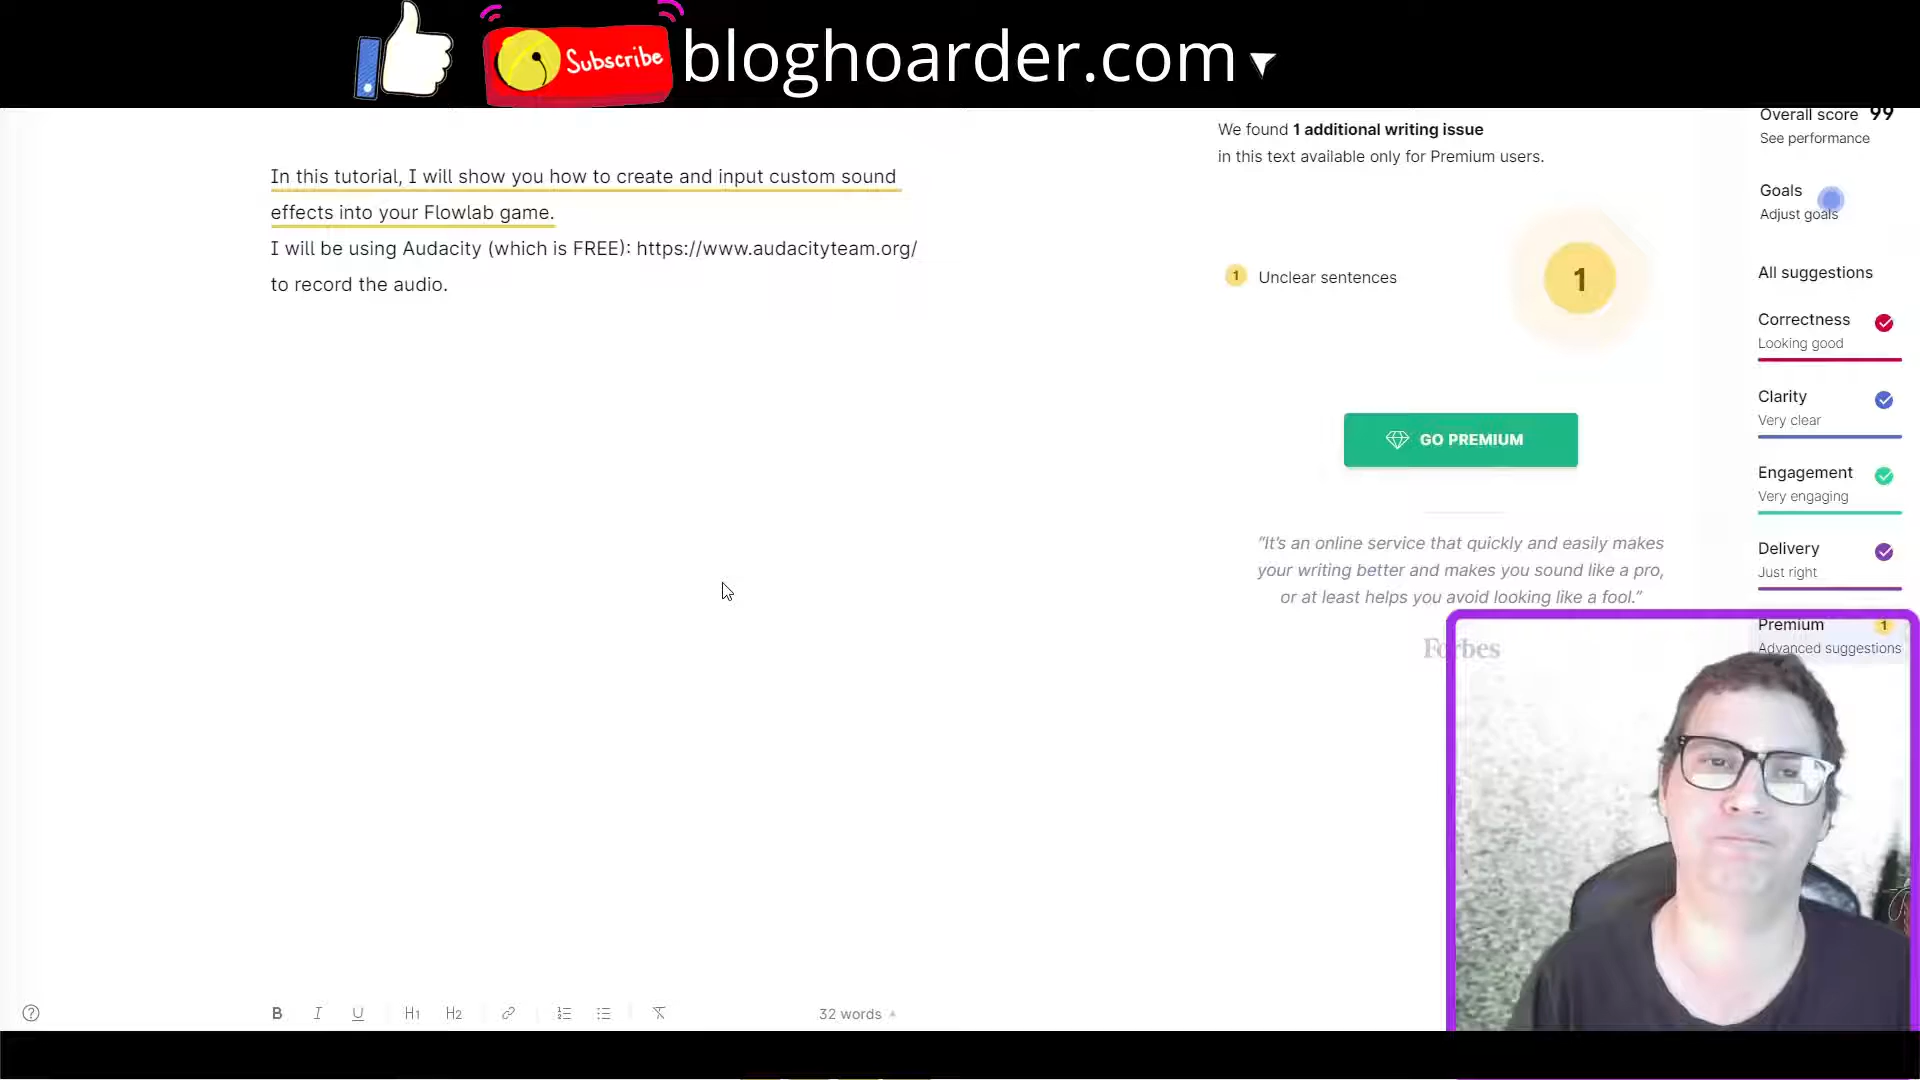 Subscribe bloghoarder.com
Overall score 99
See performance
We found 1 additional writing issue
in this text available only for Premium users.
In this tutorial, I will show you how to create and input custom sound
effects into your Flowlab game.
I will be using Audacity (which is FREE): https://www.audacityteam.org/
to record the audio.
1 Unclear sentences
1
GO PREMIUM
"It's an online service that quickly and easily makes
your writing better and makes you sound like a pro,
or at least helps you avoid looking like a fool."
Forbes
Goals
Adjust goals
All suggestions
Correctness
Looking good
Clarity
Very clear
Engagement
Very engaging
Delivery
Just right
Premium 1
Advanced suggestions
B I U H1 H2
32 words